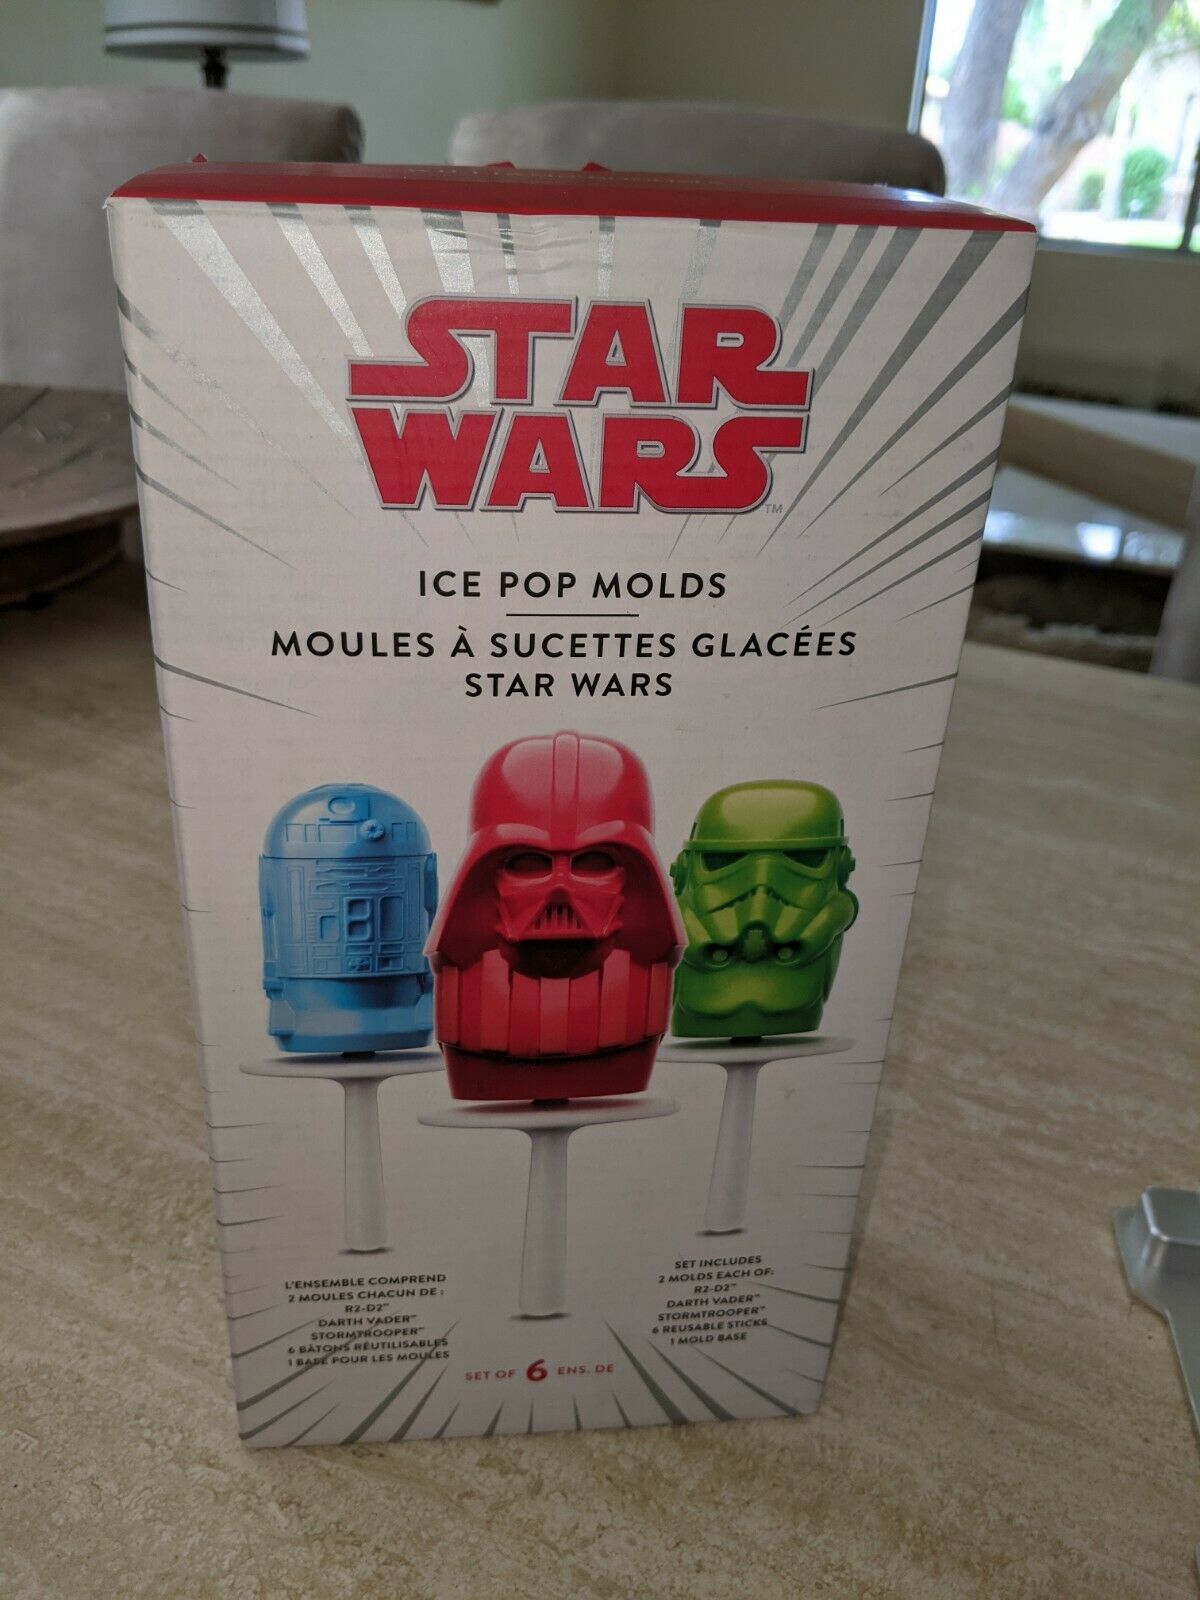 STAR
WARS
TM
ICE POP MOLDS
MOULES À SUCETTES GLACÉES
STAR WARS
L'ENSEMBLE COMPREND
2 MOULES CHACUN DE :
R2-D2™
DARTH VADER™
STORMTROOPER™
6 BÂTONS RÉUTILISABLES
1 BASE POUR LES MOULES
SET INCLUDES
2 MOLDS EACH OF:
R2-D2™
DARTH VADER™
STORMTROOPER™
6 REUSABLE STICKS
1 MOLD BASE
SET OF 6 ENS. DE